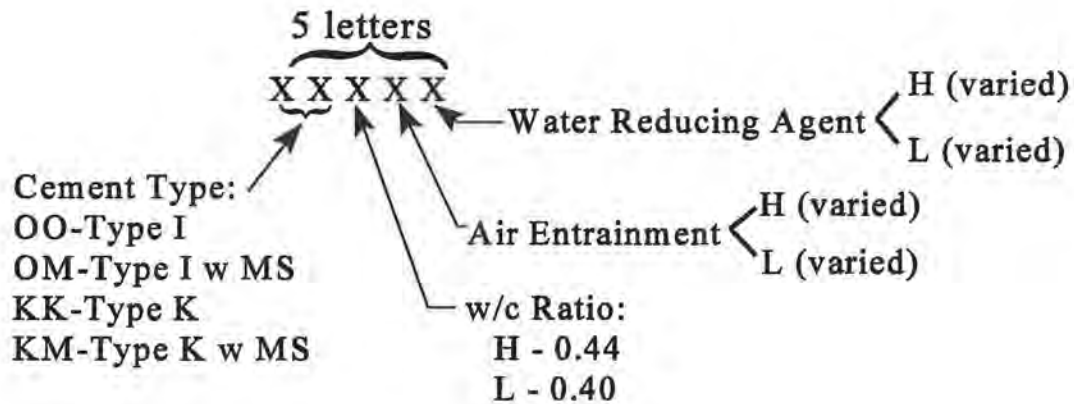 5 letters
X X X X X
Water Reducing Agent
H (varied)
L (varied)
Cement Type:
OO-Type I
OM-Type I w MS
KK-Type K
KM-Type K w MS
Air Entrainment
H (varied)
L (varied)
w/c Ratio:
H - 0.44
L - 0.40